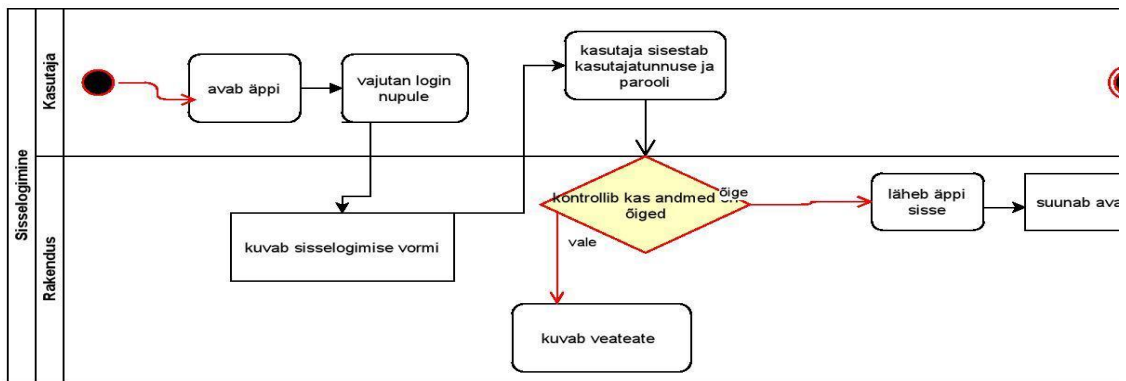 Sisselogimine
Kasutaja
avab äppi
vajutan login
nupule
kasutaja sisestab
kasutajatunnuse ja
parooli
Rakendus
kuvab sisselogimise vormi
kontrollib kas andmed
õiged
õige
vale
läheb äppi
sisse
suunab
kuvab veateate